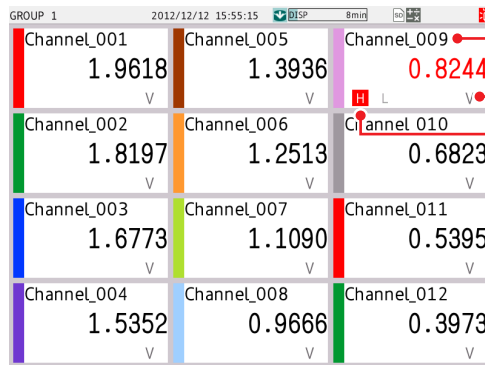 GROUP 1 2012/12/12 15:55:15 DISP 8min SD
Channel_001 Channel_005 Channel_009
1.9618 1.3936 0.8244
V V H L V
Channel_002 Channel_006 Channel_010
1.8197 1.2513 0.6823
V V V
Channel_003 Channel_007 Channel_011
1.6773 1.1090 0.5395
V V V
Channel_004 Channel_008 Channel_012
1.5352 0.9666 0.3973
V V V